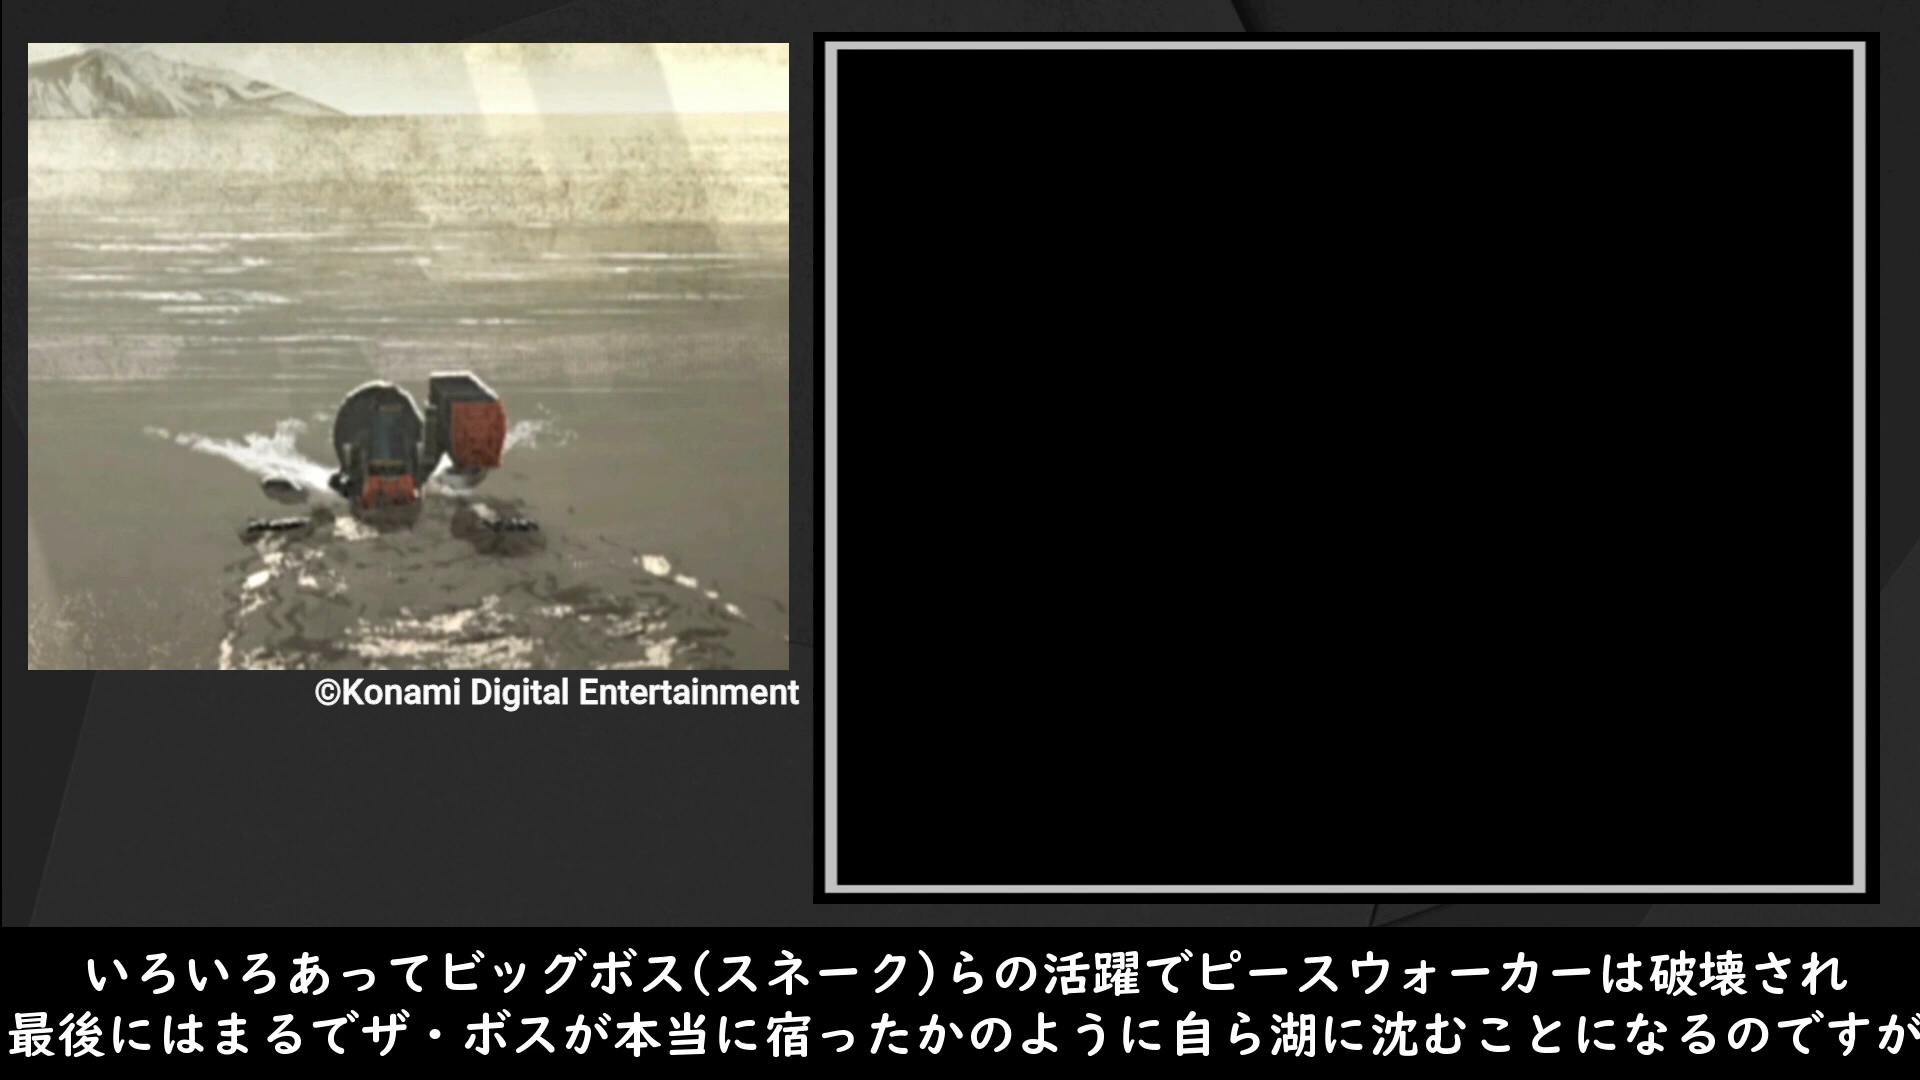 ©Konami Digital Entertainment
いろいろあってビッグボス(スネーク)らの活躍でピースウォーカーは破壊され
最後にはまるでザ・ボスが本当に宿ったかのように自ら湖に沈むことになるのですが